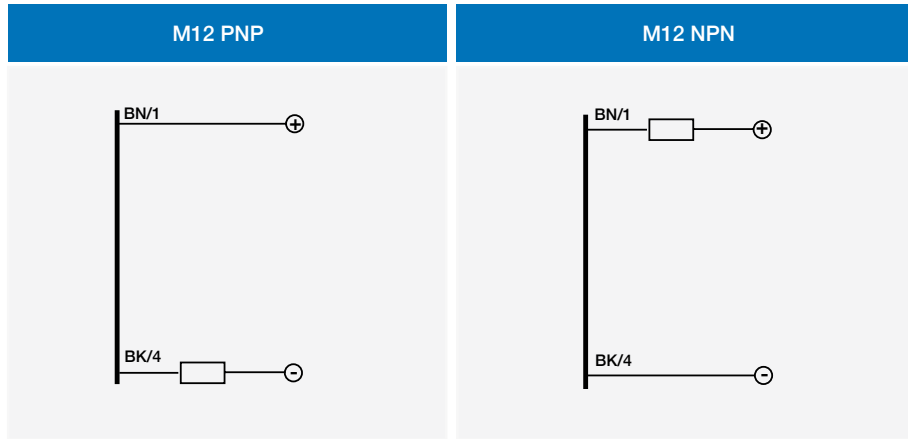 M12 PNP
M12 NPN
BN/1
+
BK/4
-
BN/1
+
BK/4
-